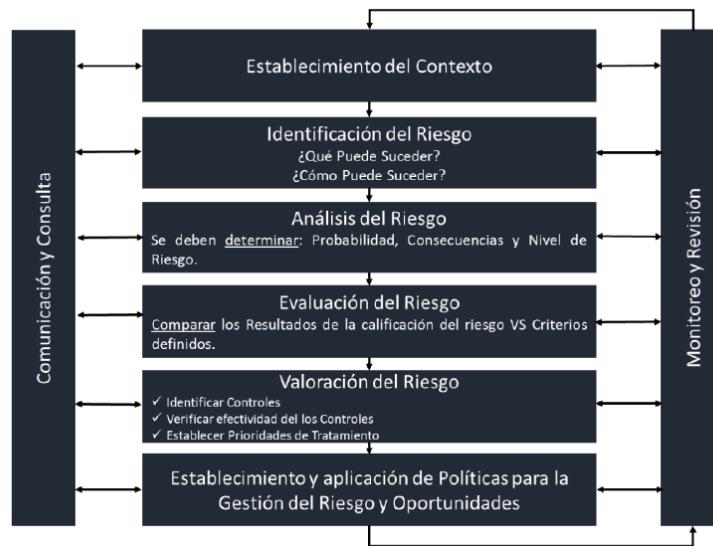 Comunicación y Consulta
Establecimiento del Contexto
Identificación del Riesgo
¿Qué Puede Suceder?
¿Cómo Puede Suceder?
Análisis del Riesgo
Se deben determinar: Probabilidad, Consecuencias y Nivel de
Riesgo.
Evaluación del Riesgo
Comparar los Resultados de la calificación del riesgo VS Criterios
definidos.
Valoración del Riesgo
✓ Identificar Controles
✓ Verificar efectividad del los Controles
✓ Establecer Prioridades de Tratamiento
Establecimiento y aplicación de Políticas para la
Gestión del Riesgo y Oportunidades
Monitoreo y Revisión